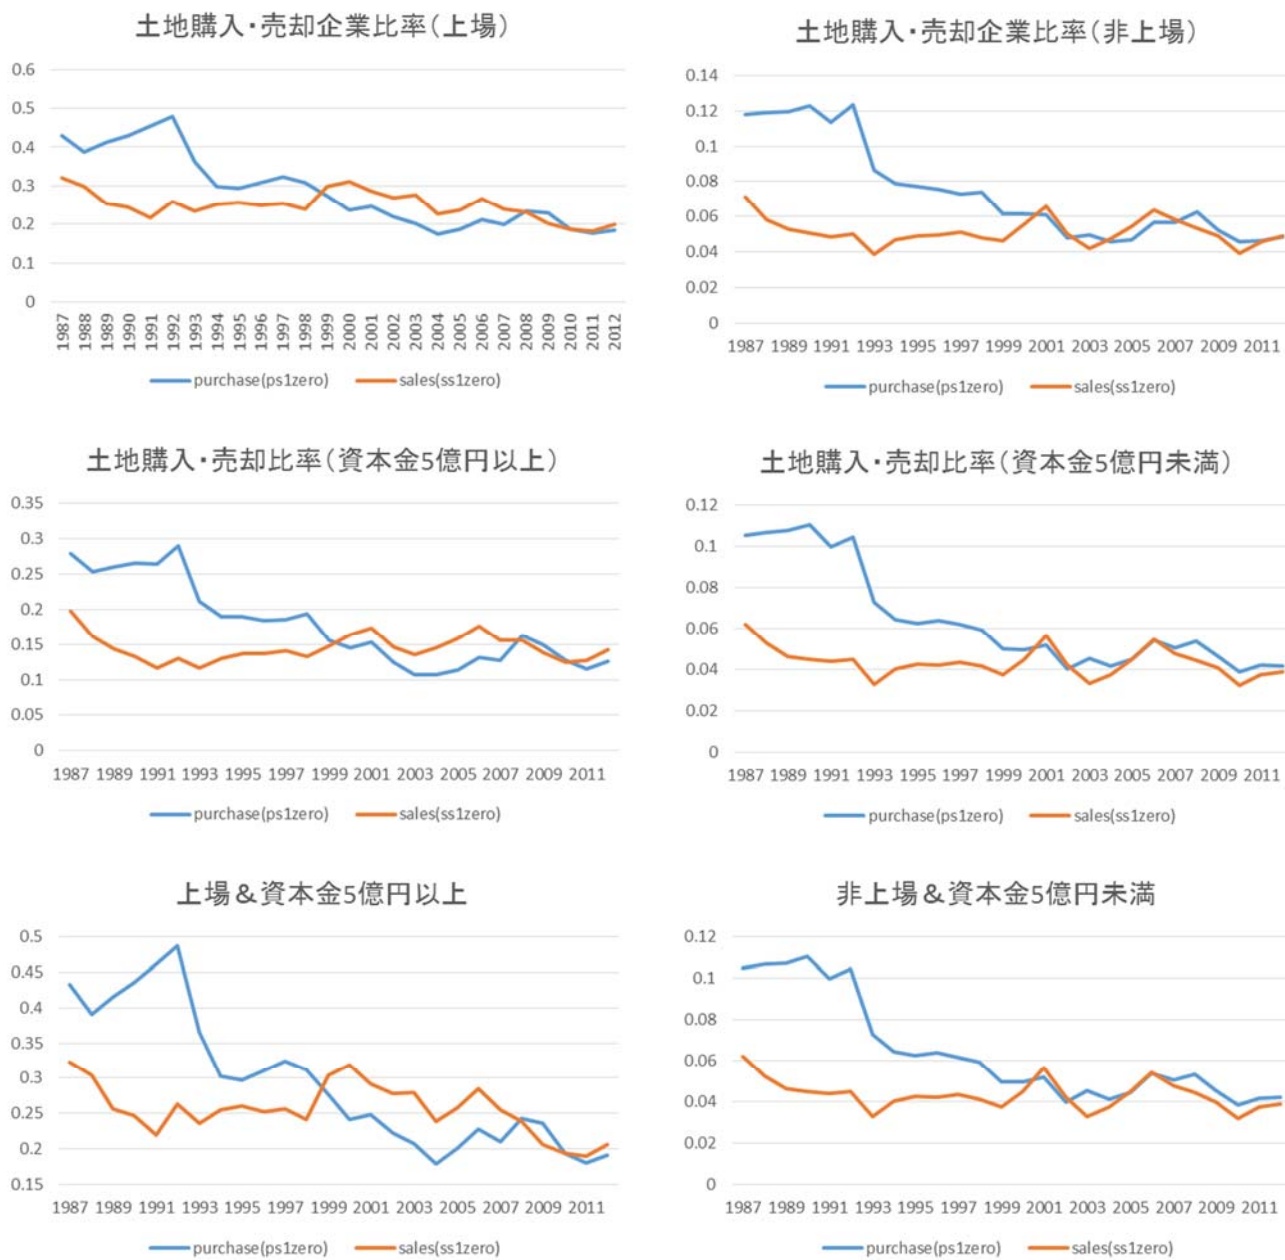 土地購入・売却企業比率(上場)
0.6
0.5
0.4
0.3
0.2
0.1
0
1987 1988 1989 1990 1991 1992 1993 1994 1995 1996 1997 1998 1999 2000 2001 2002 2003 2004 2005 2006 2007 2008 2009 2010 2011 2012
purchase(ps1zero) sales(ss1zero)
土地購入・売却企業比率(非上場)
0.14
0.12
0.1
0.08
0.06
0.04
0.02
0
1987 1989 1991 1993 1995 1997 1999 2001 2003 2005 2007 2009 2011
purchase(ps1zero) sales(ss1zero)
土地購入・売却比率(資本金5億円以上)
0.35
0.3
0.25
0.2
0.15
0.1
0.05
0
1987 1989 1991 1993 1995 1997 1999 2001 2003 2005 2007 2009 2011
purchase(ps1zero) sales(ss1zero)
土地購入・売却比率(資本金5億円未満)
0.12
0.1
0.08
0.06
0.04
0.02
0
1987 1989 1991 1993 1995 1997 1999 2001 2003 2005 2007 2009 2011
purchase(ps1zero) sales(ss1zero)
上場&資本金5億円以上
0.5
0.45
0.4
0.35
0.3
0.25
0.2
0.15
1987 1989 1991 1993 1995 1997 1999 2001 2003 2005 2007 2009 2011
purchase(ps1zero) sales(ss1zero)
非上場&資本金5億円未満
0.12
0.1
0.08
0.06
0.04
0.02
0
1987 1989 1991 1993 1995 1997 1999 2001 2003 2005 2007 2009 2011
purchase(ps1zero) sales(ss1zero)